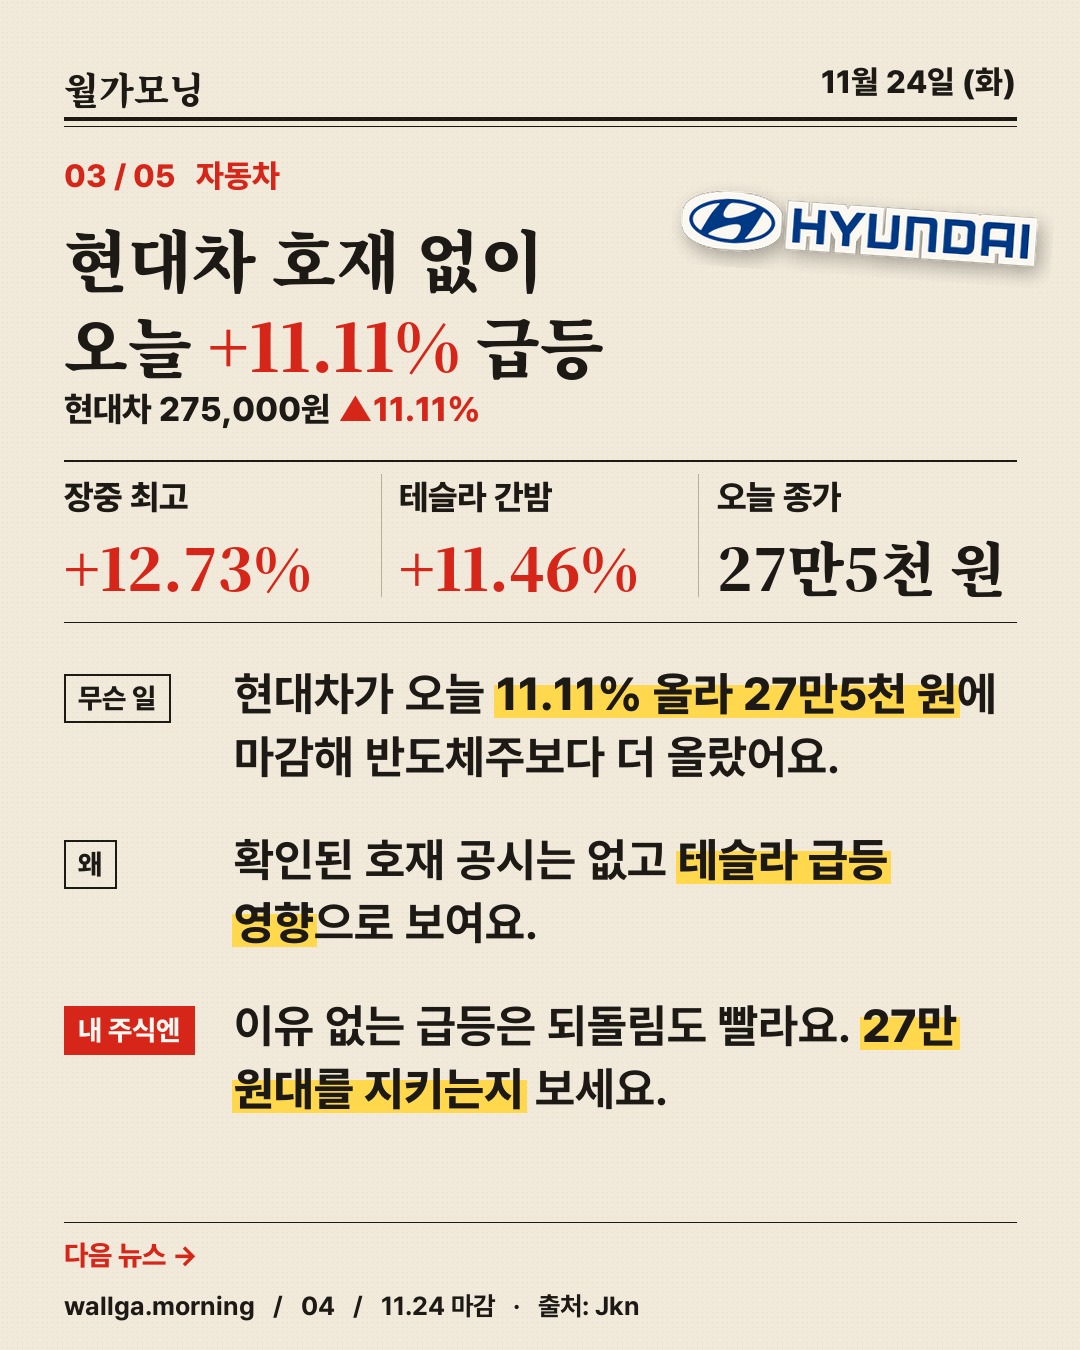 월가모닝
11월 24일 (화)
03 / 05 자동차
HYUNDAI
현대차 호재 없이
오늘 +11.11% 급등
현대차 275,000원 ▲11.11%
장중 최고
+12.73%
테슬라 간밤
+11.46%
오늘 종가
27만5천 원
무슨 일
현대차가 오늘 11.11% 올라 27만5천 원에
마감해 반도체주보다 더 올랐어요.
왜
확인된 호재 공시는 없고 테슬라 급등
영향으로 보여요.
내 주식엔
이유 없는 급등은 되돌림도 빨라요. 27만
원대를 지키는지 보세요.
다음 뉴스 →
wallga.morning / 04 / 11.24 마감 · 출처: Jkn